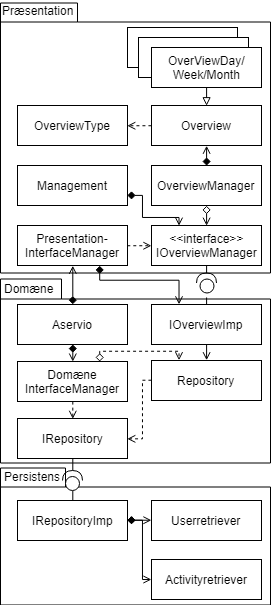 Præsentation
OverViewDay/
Week/Month
OverviewType
Overview
Management
OverviewManager
Presentation-
InterfaceManager
<<interface>>
IOverviewManager
Domæne
Aservio
IOverviewImp
Domæne
InterfaceManager
Repository
IRepository
Persistens
IRepositoryImp
Userretriever
Activityretriever